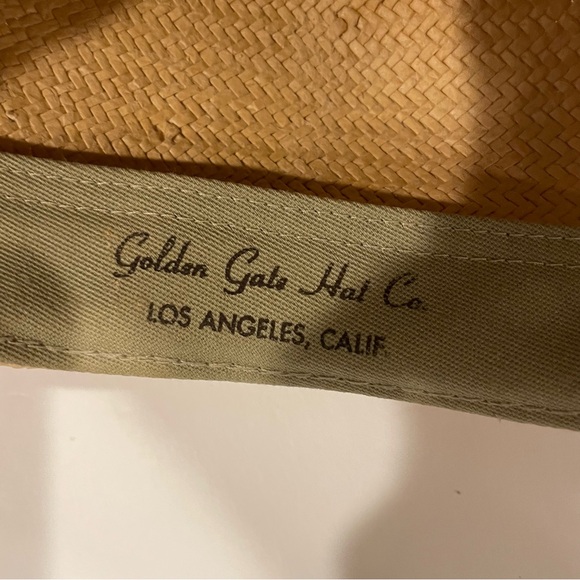 Golden Gate Hat Co.
LOS ANGELES, CALIF.